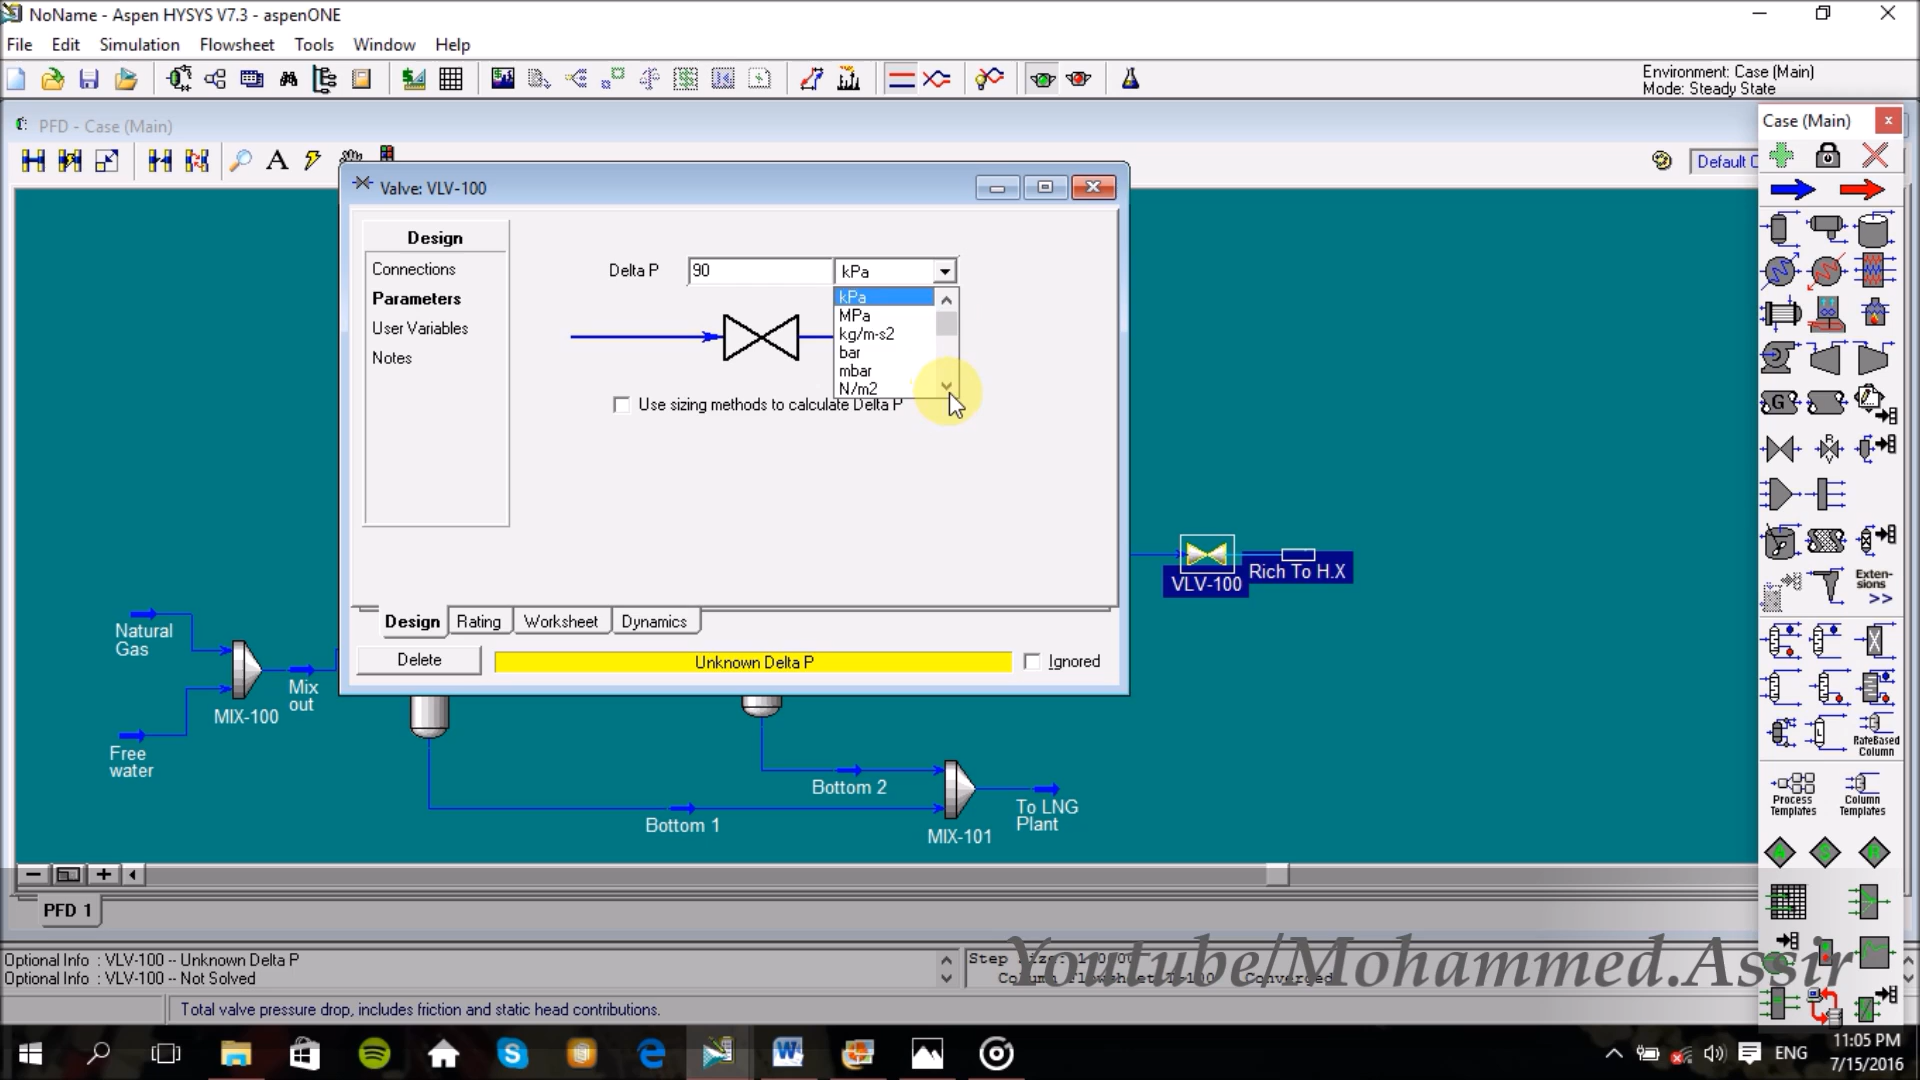 NoName - Aspen HYSYS V7.3 - aspenONE
File Edit Simulation Flowsheet Tools Window Help
Environment: Case (Main)
Mode: Steady State
PFD - Case (Main)
Case (Main)
Default C
Valve: VLV-100
Design
Connections
Parameters
User Variables
Notes
Delta P 90 kPa
kPa
MPa
kg/m-s2
bar
mbar
N/m2
Use sizing methods to calculate Delta P
Design Rating Worksheet Dynamics
Delete Unknown Delta P Ignored
Natural
Gas
MIX-100
Mix
out
Free
water
Bottom 1
Bottom 2
MIX-101
To LNG
Plant
VLV-100
Rich To H.X
Exten-
sions
>>
RateBased
Column
Process
Templates
Column
Templates
PFD 1
Optional Info : VLV-100 -- Unknown Delta P
Optional Info : VLV-100 -- Not Solved
Youtube/Mohammed.Assir
Total valve pressure drop, includes friction and static head contributions.
ENG
11:05 PM
7/15/2016